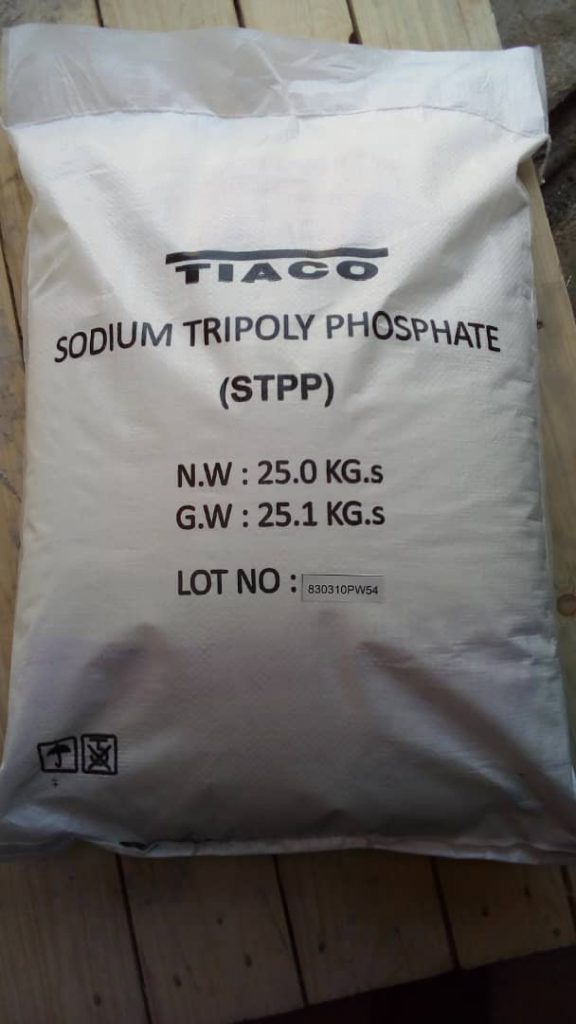 TIACO
SODIUM TRIPOLY PHOSPHATE
(STPP)
N.W : 25.0 KG.s
G.W : 25.1 KG.s
LOT NO : 830310PW54